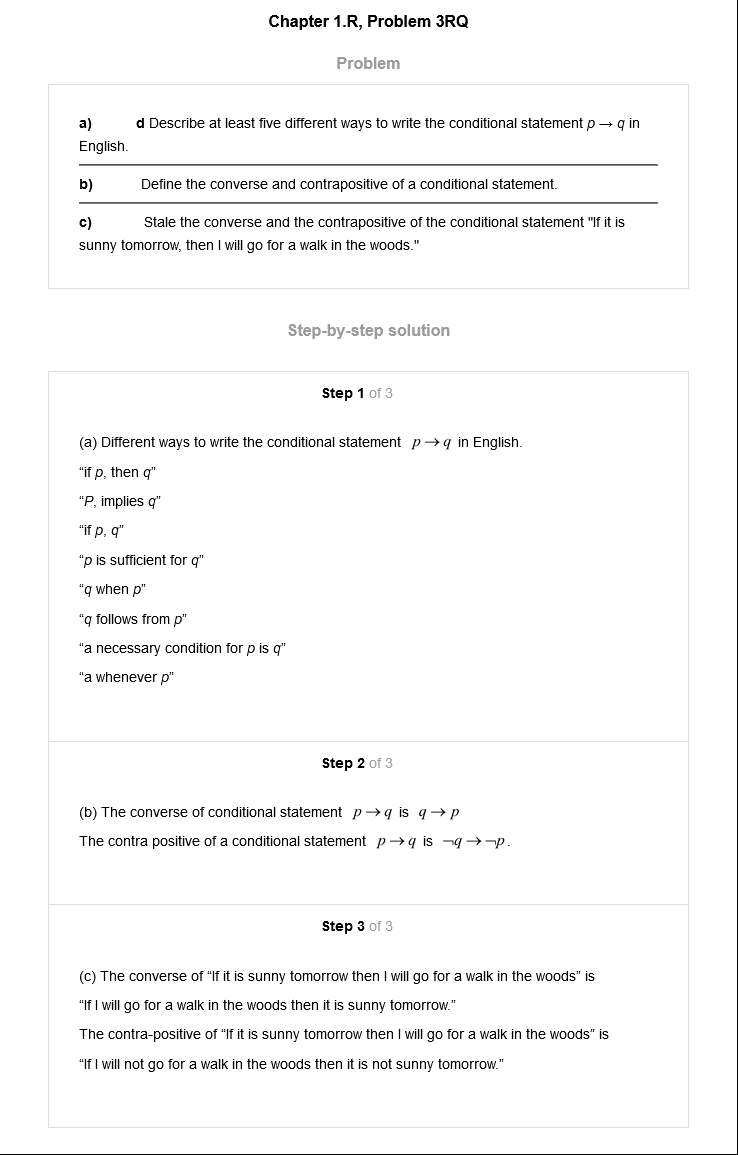 Chapter 1.R, Problem 3RQ
Problem
a) d Describe at least five different ways to write the conditional statement p → q in
English.
b) Define the converse and contrapositive of a conditional statement.
c) Stale the converse and the contrapositive of the conditional statement "If it is
sunny tomorrow, then I will go for a walk in the woods."
Step-by-step solution
Step 1 of 3
(a) Different ways to write the conditional statement p → q in English.
“if p, then q”
“P, implies q”
“if p, q”
“p is sufficient for q”
“q when p”
“q follows from p”
“a necessary condition for p is q”
“a whenever p”
Step 2 of 3
(b) The converse of conditional statement p → q is q → p
The contra positive of a conditional statement p → q is ¬q → ¬p.
Step 3 of 3
(c) The converse of “If it is sunny tomorrow then I will go for a walk in the woods” is
“If I will go for a walk in the woods then it is sunny tomorrow.”
The contra-positive of “If it is sunny tomorrow then I will go for a walk in the woods” is
“If I will not go for a walk in the woods then it is not sunny tomorrow.”